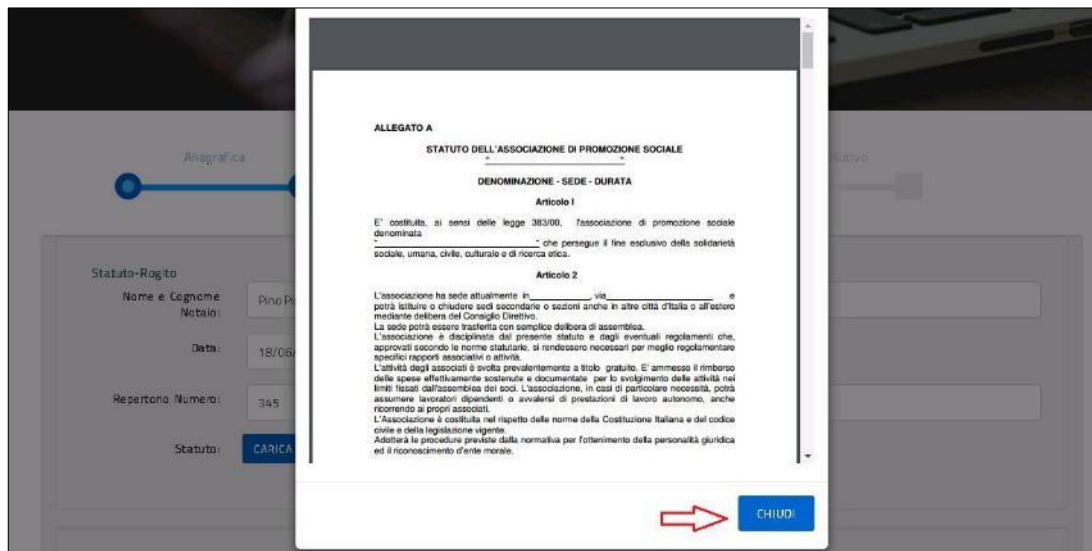 ALLEGATO A
STATUTO DELL'ASSOCIAZIONE DI PROMOZIONE SOCIALE
"_____________________"
DENOMINAZIONE - SEDE - DURATA
Articolo I
E' costituita, ai sensi delle legge 383/00, l'associazione di promozione sociale
denominata
"_________________________" che persegue il fine esclusivo della solidarietà
sociale, umana, civile, culturale e di ricerca etica.
Articolo 2
L'associazione ha sede attualmente in______________, via_________________ e
potrà istituire o chiudere sedi secondarie o sezioni anche in altre città d'Italia o all'estero
mediante delibera del Consiglio Direttivo.
La sede potrà essere trasferita con semplice delibera di assemblea.
L'associazione è disciplinata dal presente statuto e dagli eventuali regolamenti che,
approvati secondo le norme statutarie, si rendessero necessari per meglio regolamentare
specifici rapporti associativi o attività.
L'attività degli associati è svolta prevalentemente a titolo gratuito. E' ammesso il rimborso
delle spese effettivamente sostenute e documentate per lo svolgimento delle attività nei
limiti fissati dall'assemblea dei soci. L'associazione, in casi di particolare necessità, potrà
assumere lavoratori dipendenti o avvalersi di prestazioni di lavoro autonomo, anche
ricorrendo ai propri associati.
L'Associazione è costituita nel rispetto delle norme della Costituzione Italiana e del codice
civile e della legislazione vigente.
Adotterà le procedure previste dalla normativa per l'ottenimento della personalità giuridica
ed il riconoscimento d'ente morale.
CHIUDI
Anagrafica
Statuto-Rogito
Nome e Cognome
Notaio:
Pino
Data:
18/06/
Repertorio Numero:
345
Statuto:
CARICA